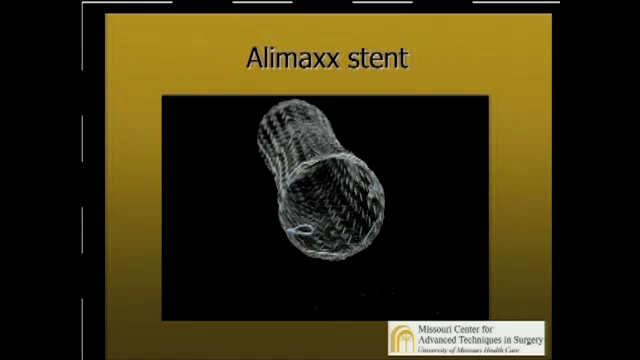 Alimaxx stent
Missouri Center for
Advanced Techniques in Surgery
University of Missouri Health Care